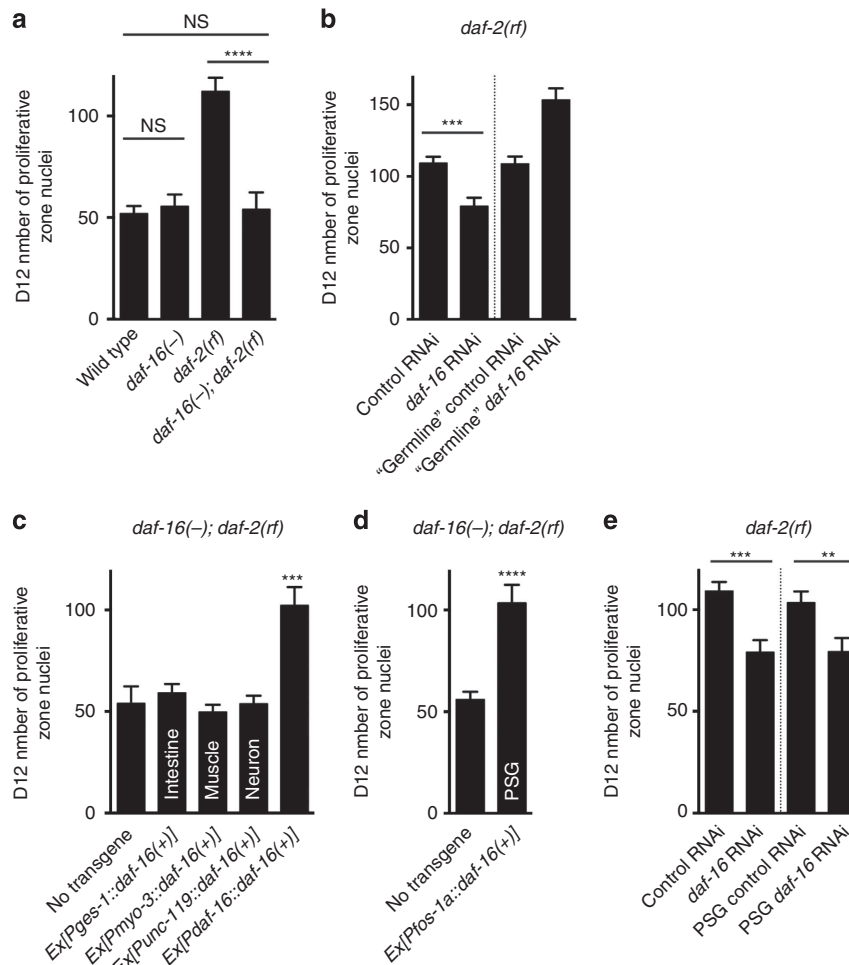 a
NS
****
NS
D12 nmber of proliferative
zone nuclei
100
50
0
Wild type
daf-16(–)
daf-2(rf)
daf-16(–); daf-2(rf)
b
daf-2(rf)
***
D12 nmber of proliferative
zone nuclei
150
100
50
0
Control RNAi
daf-16 RNAi
“Germline” control RNAi
“Germline” daf-16 RNAi
c
daf-16(–); daf-2(rf)
***
D12 nmber of proliferative
zone nuclei
100
50
0
Intestine
Muscle
Neuron
No transgene
Ex[Pges-1::daf-16(+)]
Ex[Pmyo-3::daf-16(+)]
Ex[Punc-119::daf-16(+)]
Ex[Pdaf-16::daf-16(+)]
d
daf-16(–); daf-2(rf)
****
D12 nmber of proliferative
zone nuclei
100
50
0
PSG
No transgene
Ex[Pfos-1a::daf-16(+)]
e
daf-2(rf)
***
**
D12 nmber of proliferative
zone nuclei
100
50
0
Control RNAi
daf-16 RNAi
PSG control RNAi
PSG daf-16 RNAi